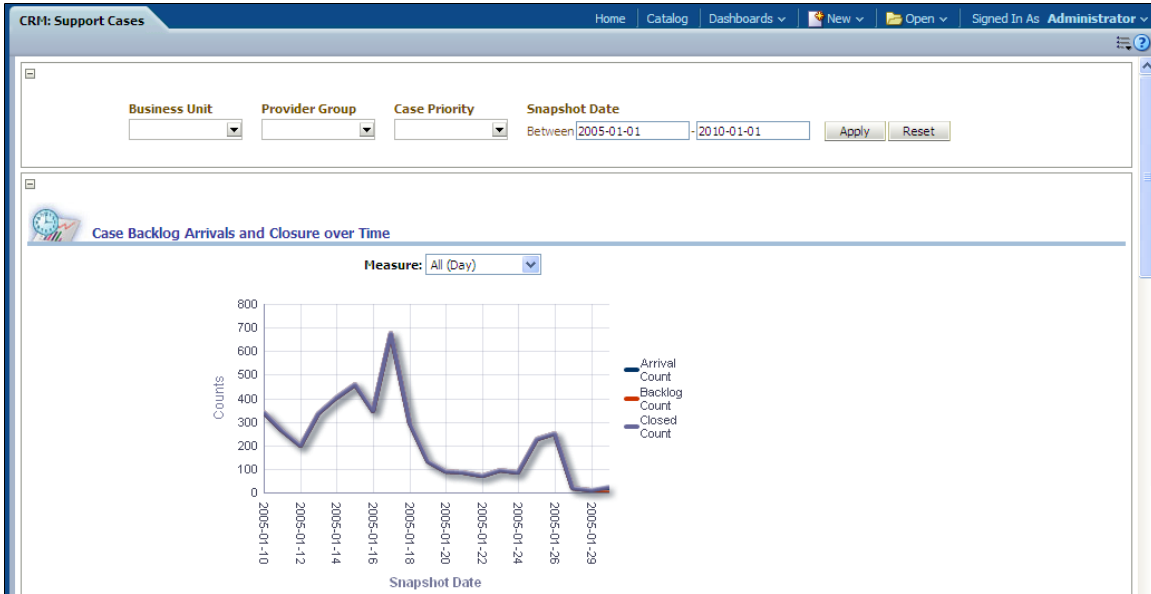 CRM: Support Cases
Home Catalog Dashboards New Open Signed In As Administrator
Business Unit Provider Group Case Priority Snapshot Date
Between 2005-01-01 - 2010-01-01 Apply Reset
Case Backlog Arrivals and Closure over Time
Measure: All (Day)
800
700
600
500
400
300
200
100
0
Counts
Arrival
Count
Backlog
Count
Closed
Count
2005-01-10
2005-01-12
2005-01-14
2005-01-16
2005-01-18
2005-01-20
2005-01-22
2005-01-24
2005-01-26
2005-01-29
Snapshot Date